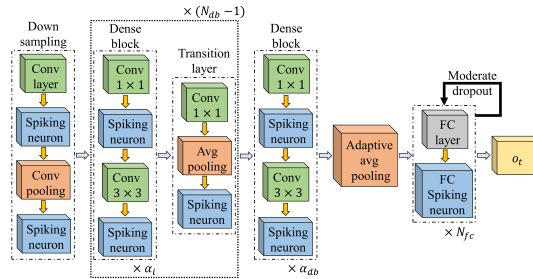 × (N_db − 1)
Down
sampling
Conv
layer
Spiking
neuron
Conv
pooling
Spiking
neuron
Dense
block
Conv
1 × 1
Spiking
neuron
Conv
3 × 3
Spiking
neuron
× α_i
Transition
layer
Conv
1 × 1
Avg
pooling
Spiking
neuron
Dense
block
Conv
1 × 1
Spiking
neuron
Conv
3 × 3
Spiking
neuron
× α_db
Adaptive
avg
pooling
Moderate
dropout
FC
layer
FC
Spiking
neuron
× N_fc
o_t